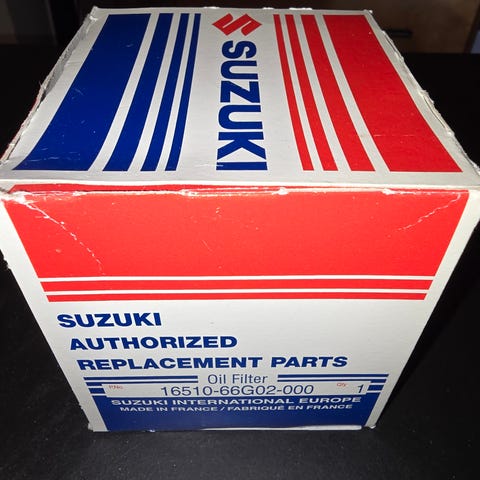 SUZUKI
SUZUKI
AUTHORIZED
REPLACEMENT PARTS
Oil Filter
P.No. 16510-66G02-000 Qty 1
SUZUKI INTERNATIONAL EUROPE
MADE IN FRANCE / FABRIQUÉ EN FRANCE